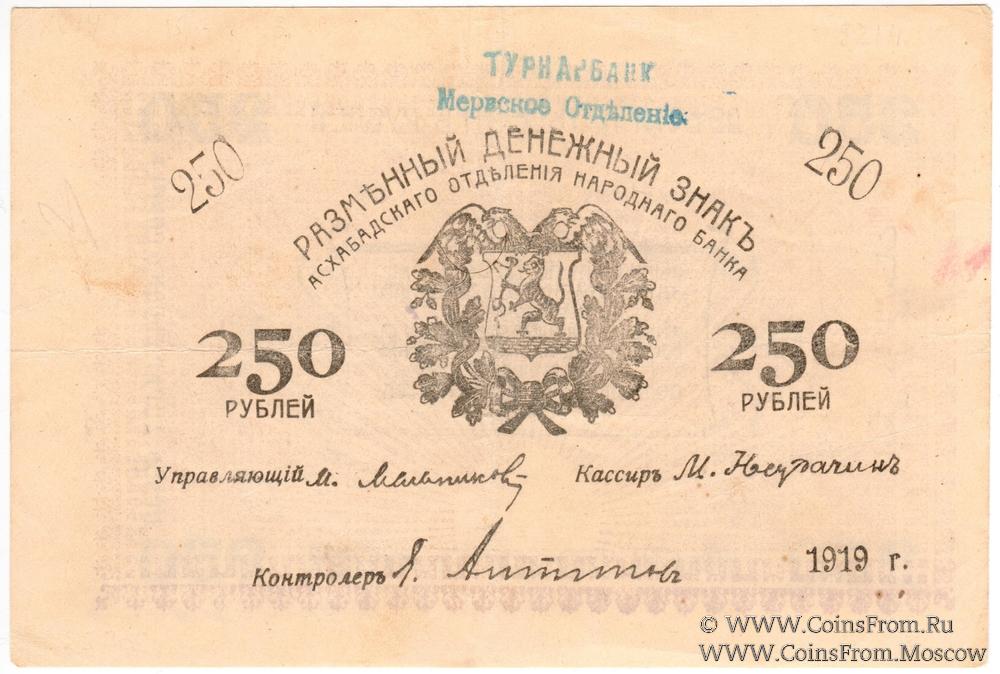 ТУРНАРБАНК
Мервское Отдѣленіе.
250
250
РАЗМѢННЫЙ ДЕНЕЖНЫЙ ЗНАКЪ
АСХАБАДСКАГО ОТДѢЛЕНІЯ НАРОДНАГО БАНКА
250
РУБЛЕЙ
250
РУБЛЕЙ
Управляющій М.
Кассиръ М.
Контролеръ
1919 г.
© WWW.CoinsFrom.Ru
WWW.CoinsFrom.Moscow